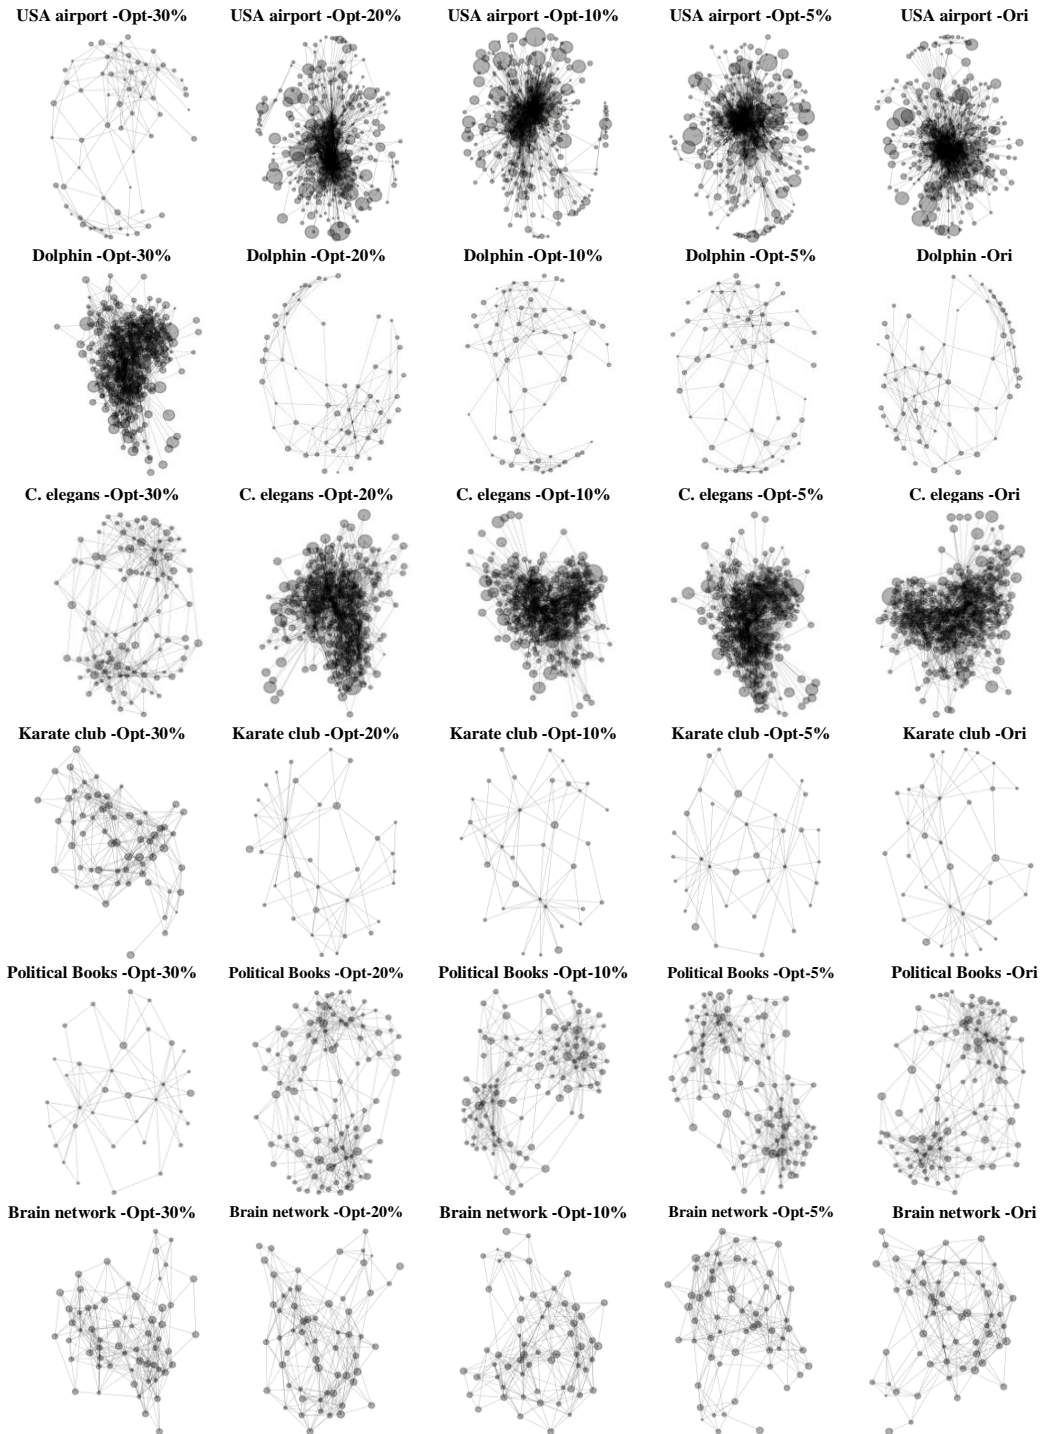 USA airport -Opt-30% USA airport -Opt-20% USA airport -Opt-10% USA airport -Opt-5% USA airport -Ori
Dolphin -Opt-30% Dolphin -Opt-20% Dolphin -Opt-10% Dolphin -Opt-5% Dolphin -Ori
C. elegans -Opt-30% C. elegans -Opt-20% C. elegans -Opt-10% C. elegans -Opt-5% C. elegans -Ori
Karate club -Opt-30% Karate club -Opt-20% Karate club -Opt-10% Karate club -Opt-5% Karate club -Ori
Political Books -Opt-30% Political Books -Opt-20% Political Books -Opt-10% Political Books -Opt-5% Political Books -Ori
Brain network -Opt-30% Brain network -Opt-20% Brain network -Opt-10% Brain network -Opt-5% Brain network -Ori